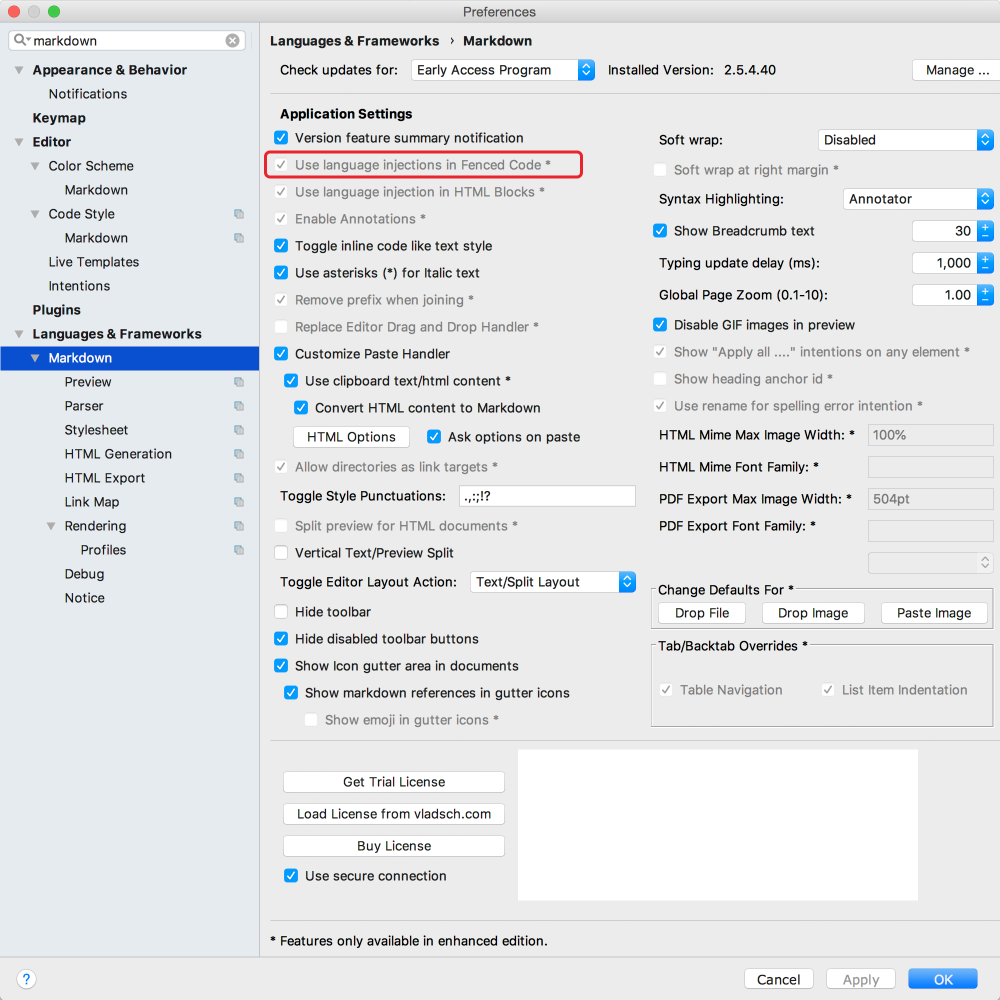 Preferences
markdown
Appearance & Behavior
Notifications
Keymap
Editor
Color Scheme
Markdown
Code Style
Markdown
Live Templates
Intentions
Plugins
Languages & Frameworks
Markdown
Preview
Parser
Stylesheet
HTML Generation
HTML Export
Link Map
Rendering
Profiles
Debug
Notice
?
Languages & Frameworks › Markdown
Check updates for: Early Access Program Installed Version: 2.5.4.40 Manage ...
Application Settings
Version feature summary notification
Use language injections in Fenced Code *
Use language injection in HTML Blocks *
Enable Annotations *
Toggle inline code like text style
Use asterisks (*) for Italic text
Remove prefix when joining *
Replace Editor Drag and Drop Handler *
Customize Paste Handler
Use clipboard text/html content *
Convert HTML content to Markdown
HTML Options Ask options on paste
Allow directories as link targets *
Toggle Style Punctuations: .,:;!?
Split preview for HTML documents *
Vertical Text/Preview Split
Toggle Editor Layout Action: Text/Split Layout
Hide toolbar
Hide disabled toolbar buttons
Show Icon gutter area in documents
Show markdown references in gutter icons
Show emoji in gutter icons *
Soft wrap: Disabled
Soft wrap at right margin *
Syntax Highlighting: Annotator
Show Breadcrumb text 30
Typing update delay (ms): 1,000
Global Page Zoom (0.1-10): 1.00
Disable GIF images in preview
Show "Apply all ...." intentions on any element *
Show heading anchor id *
Use rename for spelling error intention *
HTML Mime Max Image Width: * 100%
HTML Mime Font Family: *
PDF Export Max Image Width: * 504pt
PDF Export Font Family: *
Change Defaults For *
Drop File Drop Image Paste Image
Tab/Backtab Overrides *
Table Navigation List Item Indentation
Get Trial License
Load License from vladsch.com
Buy License
Use secure connection
* Features only available in enhanced edition.
Cancel Apply OK